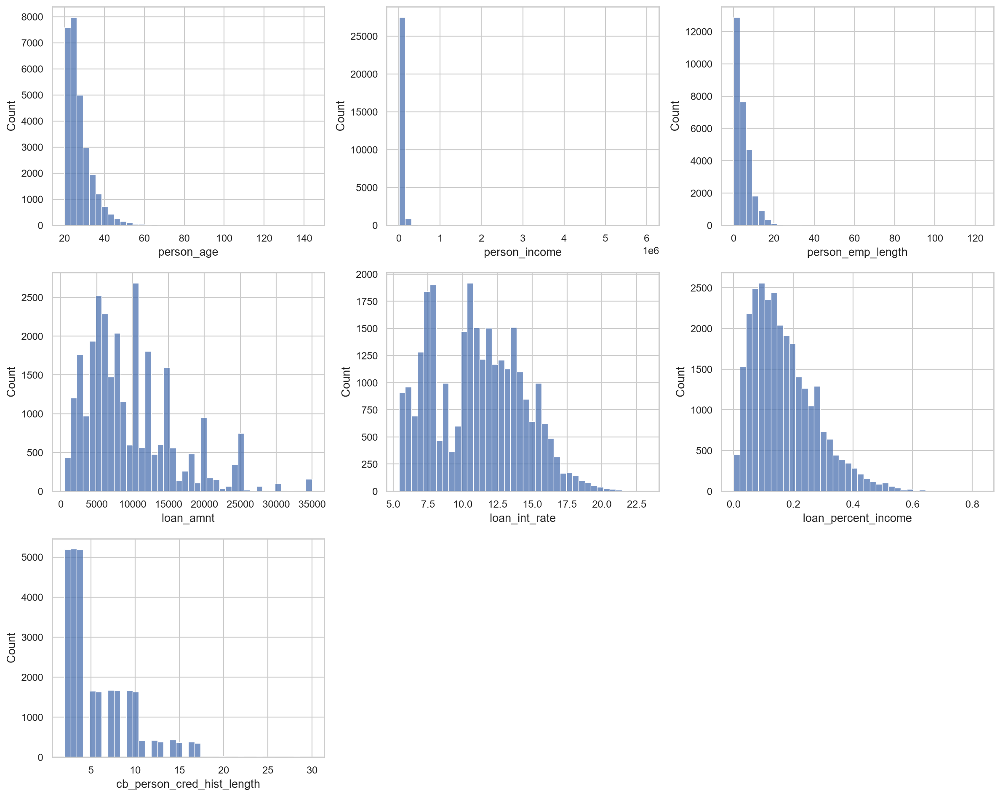 8000
7000
6000
5000
4000
3000
2000
1000
0
Count
20 40 60 80 100 120 140
person_age
25000
20000
15000
10000
5000
0
Count
0 1 2 3 4 5 6
1e6
person_income
12000
10000
8000
6000
4000
2000
0
Count
0 20 40 60 80 100 120
person_emp_length
2500
2000
1500
1000
500
0
Count
0 5000 10000 15000 20000 25000 30000 35000
loan_amnt
2000
1750
1500
1250
1000
750
500
250
0
Count
5.0 7.5 10.0 12.5 15.0 17.5 20.0 22.5
loan_int_rate
2500
2000
1500
1000
500
0
Count
0.0 0.2 0.4 0.6 0.8
loan_percent_income
5000
4000
3000
2000
1000
0
Count
5 10 15 20 25 30
cb_person_cred_hist_length